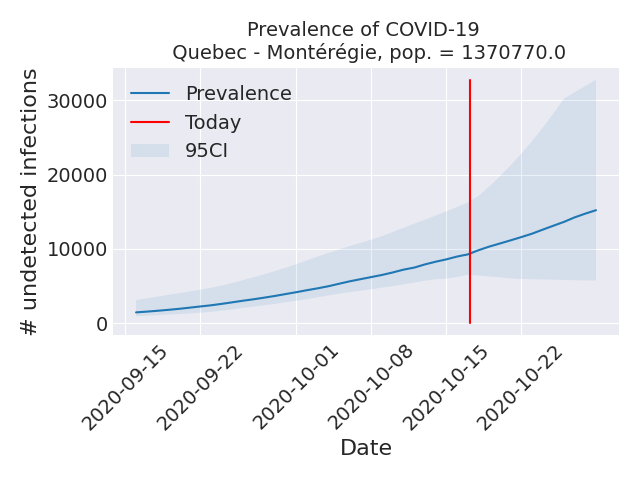 Prevalence of COVID-19
Quebec - Montérégie, pop. = 1370770.0
# undetected infections
30000
20000
10000
0
Prevalence
Today
95CI
2020-09-15
2020-09-22
2020-10-01
2020-10-08
2020-10-15
2020-10-22
Date